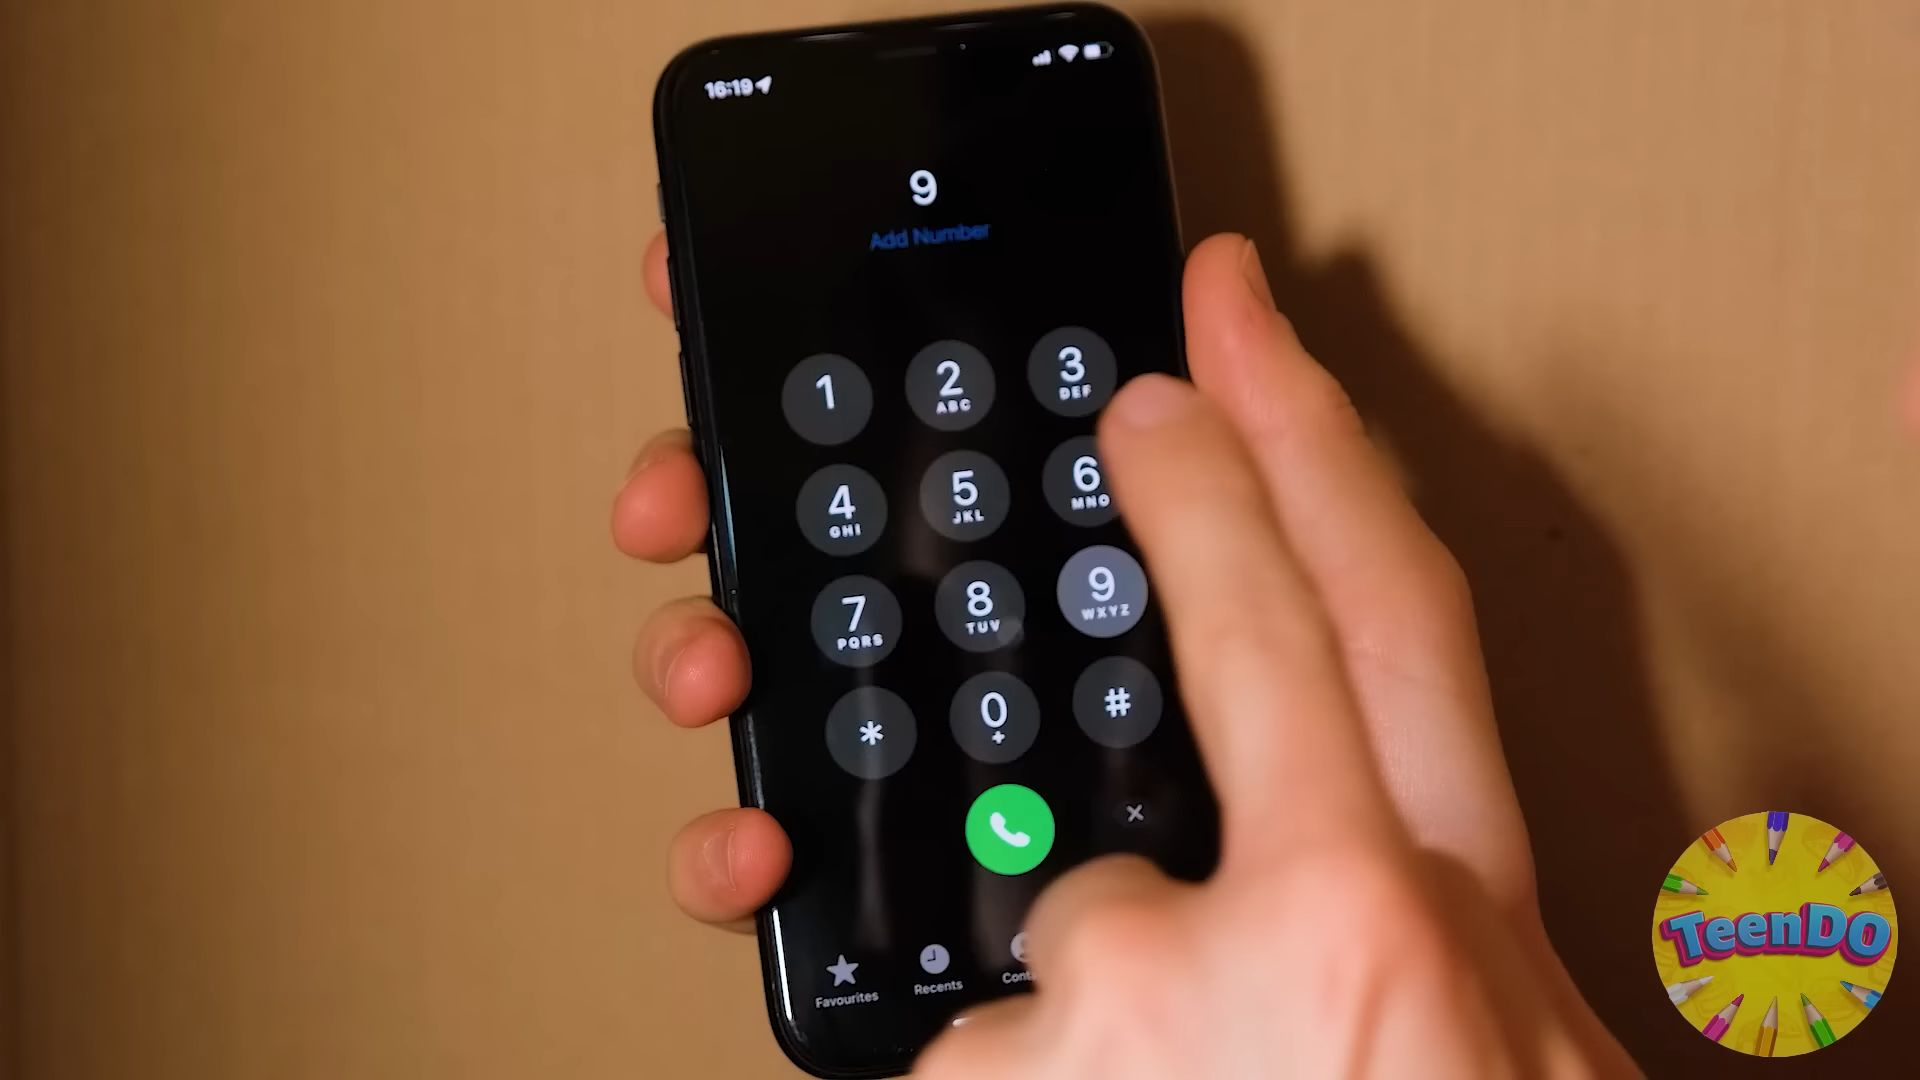 16:19
9
Add Number
1
2
ABC
3
DEF
4
GHI
5
JKL
6
MNO
7
PQRS
8
TUV
9
WXYZ
*
0
+
#
Favourites
Recents
TeenDO